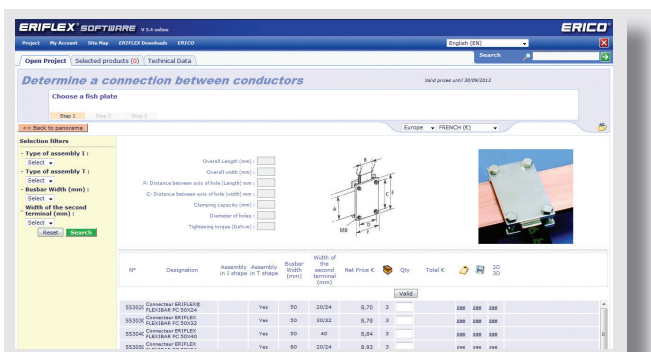 ERIFLEX® SOFTWARE V 3.4 online
ERICO®
Project My Account Site Map ERIFLEX Downloads ERICO
English (EN)
Open Project Selected products (0) Technical Data
Search
Determine a connection between conductors
Valid prices until 30/09/2013
Choose a fish plate
Step 1 Step 2 Step 3
<< Back to panorama
Europe FRENCH (€)
Selection filters
- Type of assembly I :
Select
- Type of assembly T :
Select
- Busbar Width (mm) :
Select
- Width of the second terminal (mm) :
Select
Reset Search
Overall Length (mm) :
Overall width (mm) :
P: Distance between axis of hole (Length) mm :
C: Distance between axis of hole (width) mm :
Clamping capacity (mm) :
Diameter of holes :
Tightening torque (DaN.m) :
B
A
C E
D
M8 F
N° Designation Assembly in I shape Assembly in T shape Busbar Width (mm) Width of the second terminal (mm) Net Price € Qty Total € 2D 3D
Valid
Connecteur ERIFLEX® FLEXIBAR FC 50X24 Yes 50 20/24 8,70 3
553030 Connecteur ERIFLEX FLEXIBAR FC 50X32 Yes 50 20/32 8,78 3
553040 Connecteur ERIFLEX FLEXIBAR FC 50X40 Yes 50 40 8,84 3
553050 Connecteur ERIFLEX Yes 80 20/24 8,93 3